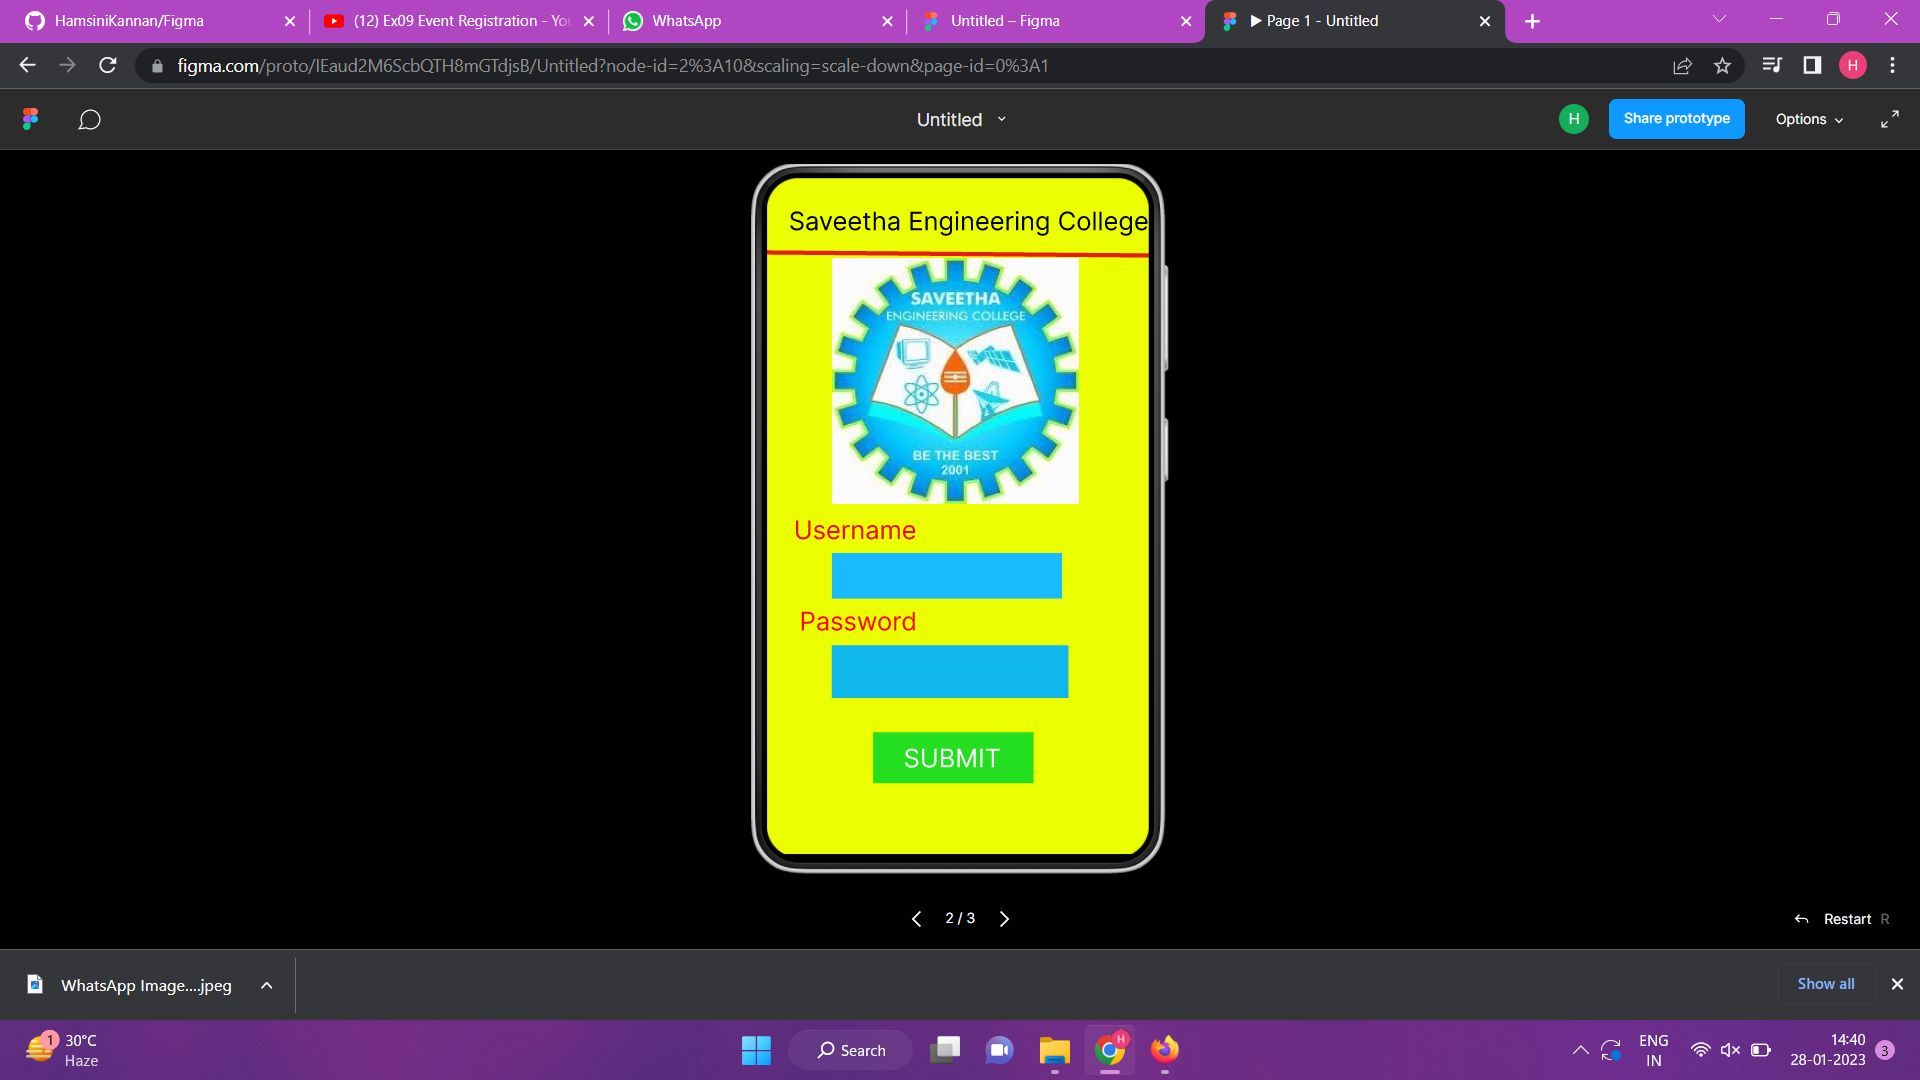 HamsiniKannan/Figma
(12) Ex09 Event Registration - You
WhatsApp
Untitled – Figma
▶ Page 1 - Untitled
figma.com/proto/IEaud2M6ScbQTH8mGTdjsB/Untitled?node-id=2%3A10&scaling=scale-down&page-id=0%3A1
H
Untitled
H
Share prototype
Options
Saveetha Engineering College
SAVEETHA
ENGINEERING COLLEGE
BE THE BEST
2001
Username
Password
SUBMIT
2 / 3
Restart R
WhatsApp Image....jpeg
Show all
1
30°C
Haze
Search
H
ENG
IN
14:40
28-01-2023
3